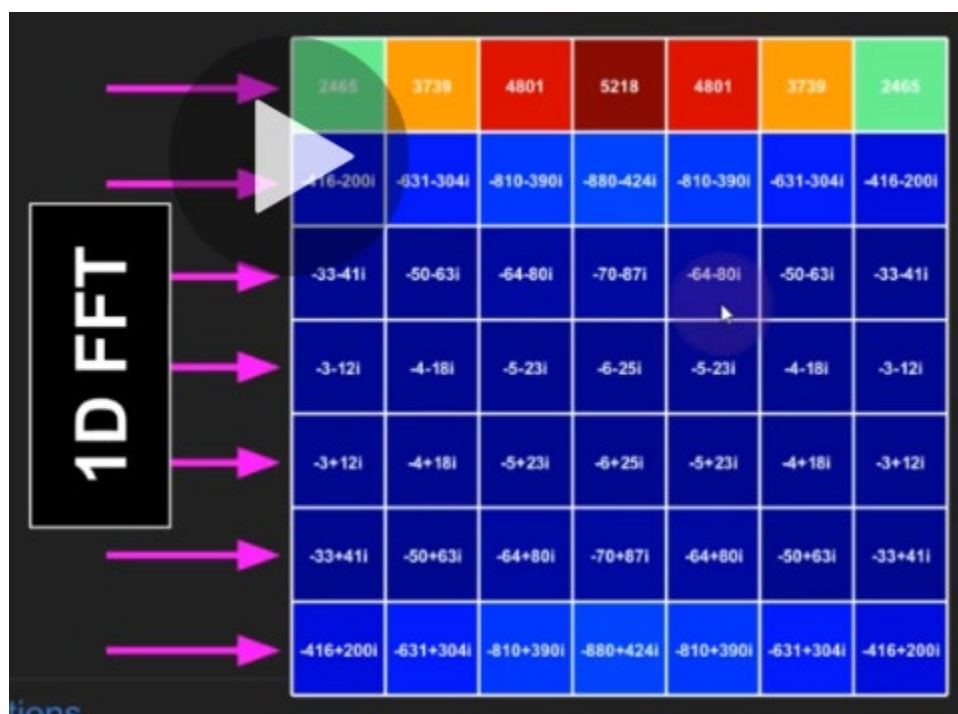 2465 3739 4801 5218 4801 3739 2465
-416-200i -631-304i -810-390i -880-424i -810-390i -631-304i -416-200i
-33-41i -50-63i -64-80i -70-87i -64-80i -50-63i -33-41i
-3-12i -4-18i -5-23i -6-25i -5-23i -4-18i -3-12i
-3+12i -4+18i -5+23i -6+25i -5+23i -4+18i -3+12i
-33+41i -50+63i -64+80i -70+87i -64+80i -50+63i -33+41i
-416+200i -631+304i -810+390i -880+424i -810+390i -631+304i -416+200i
1D FFT
tions